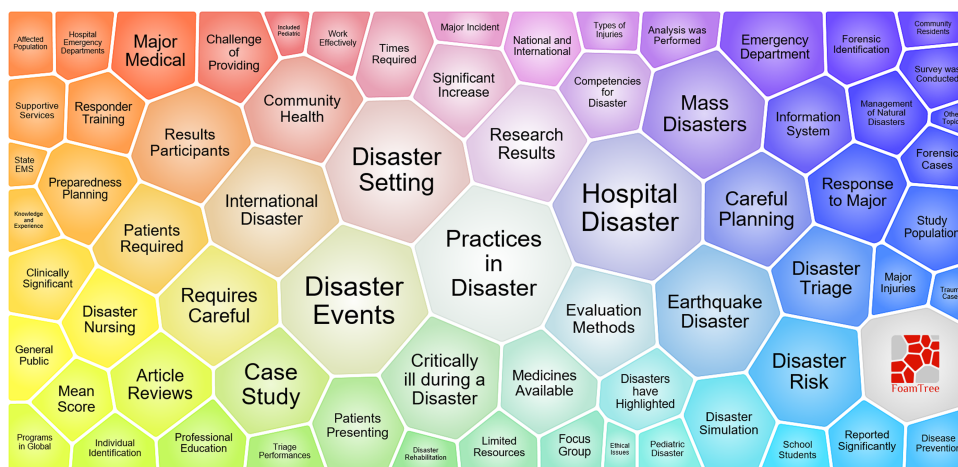 Affected
Population
Hospital
Emergency
Departments
Major
Medical
Challenge
of
Providing
Included
Pediatric
Work
Effectively
Times
Required
Major Incident
National and
International
Types of
Injuries
Analysis was
Performed
Emergency
Department
Forensic
Identification
Community
Residents
Supportive
Services
Responder
Training
Results
Participants
Community
Health
Significant
Increase
Competencies
for
Disaster
Mass
Disasters
Information
System
Management
of Natural
Disasters
Survey was
Conducted
Other
Topics
State
EMS
Preparedness
Planning
International
Disaster
Disaster
Setting
Research
Results
Hospital
Disaster
Careful
Planning
Response
to Major
Forensic
Cases
Knowledge
and
Experience
Patients
Required
Practices
in
Disaster
Study
Population
Clinically
Significant
Disaster
Nursing
Requires
Careful
Disaster
Events
Evaluation
Methods
Earthquake
Disaster
Disaster
Triage
Major
Injuries
Trauma
Cases
General
Public
Mean
Score
Article
Reviews
Case
Study
Critically
ill during a
Disaster
Medicines
Available
Disasters
have
Highlighted
Disaster
Risk
FoamTree
Programs
in Global
Individual
Identification
Professional
Education
Triage
Performances
Patients
Presenting
Disaster
Rehabilitation
Limited
Resources
Focus
Group
Ethical
Issues
Pediatric
Disaster
Disaster
Simulation
School
Students
Reported
Significantly
Disease
Prevention